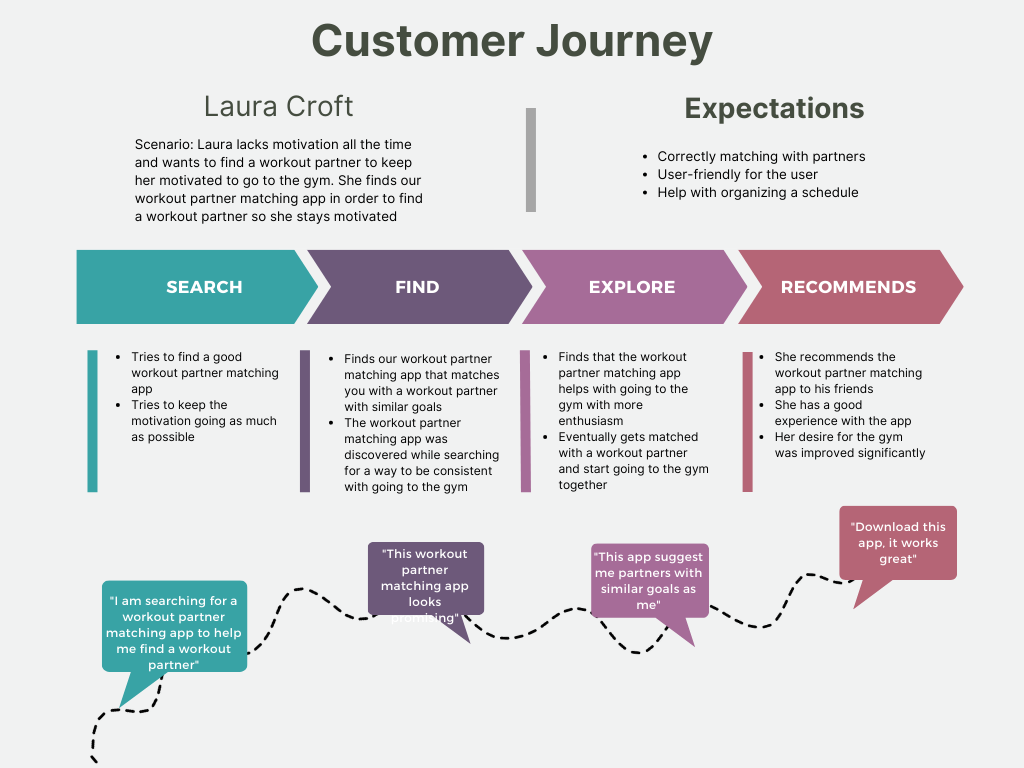 Customer Journey
Laura Croft
Scenario: Laura lacks motivation all the time
and wants to find a workout partner to keep
her motivated to go to the gym. She finds our
workout partner matching app in order to find
a workout partner so she stays motivated
Expectations
• Correctly matching with partners
• User-friendly for the user
• Help with organizing a schedule
SEARCH
FIND
EXPLORE
RECOMMENDS
• Tries to find a good
workout partner matching
app
• Tries to keep the
motivation going as much
as possible
• Finds our workout partner
matching app that matches
you with a workout partner
with similar goals
• The workout partner
matching app was
discovered while searching
for a way to be consistent
with going to the gym
• Finds that the workout
partner matching app
helps with going to the
gym with more
enthusiasm
• Eventually gets matched
with a workout partner
and start going to the gym
together
• She recommends the
workout partner matching
app to his friends
• She has a good
experience with the app
• Her desire for the gym
was improved significantly
"I am searching for a
workout partner
matching app to help
me find a workout
partner"
"This workout
partner
matching app
looks
promising"
"This app suggest
me partners with
similar goals as
me"
"Download this
app, it works
great"